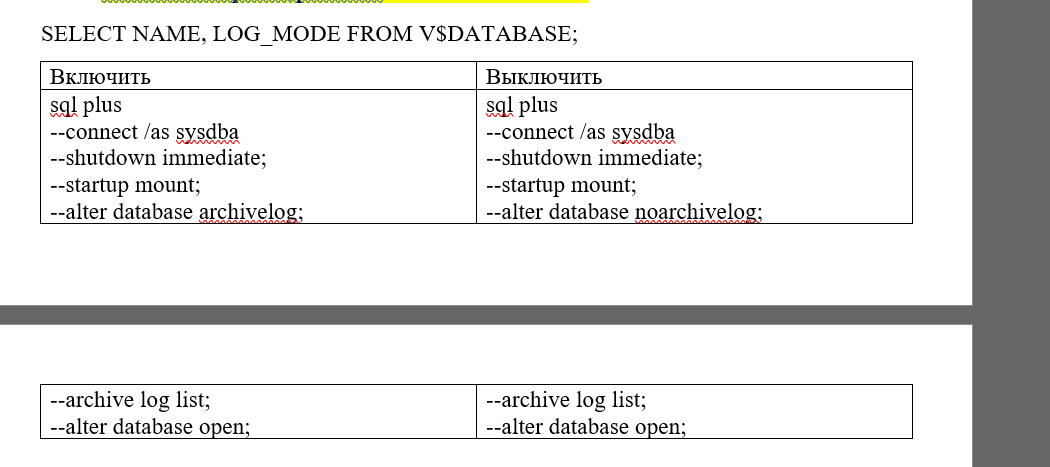 SELECT NAME, LOG_MODE FROM V$DATABASE;
Включить
Выключить
sql plus
--connect /as sysdba
--shutdown immediate;
--startup mount;
--alter database archivelog;
sql plus
--connect /as sysdba
--shutdown immediate;
--startup mount;
--alter database noarchivelog;
--archive log list;
--alter database open;
--archive log list;
--alter database open;